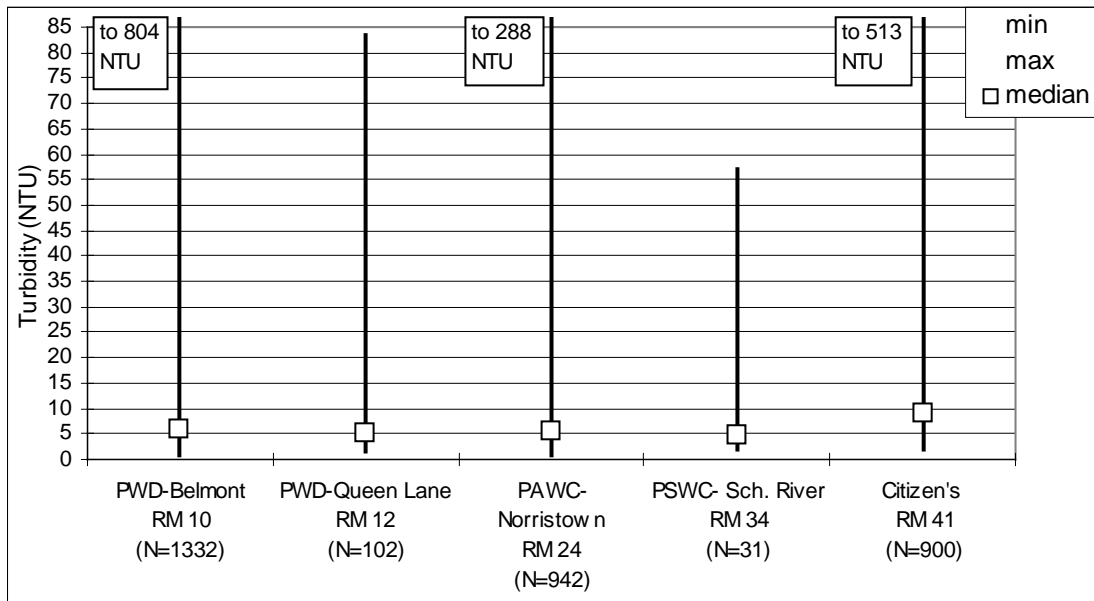 to 804
NTU
to 288
NTU
to 513
NTU
min
max
median
Turbidity (NTU)
85
80
75
70
65
60
55
50
45
40
35
30
25
20
15
10
5
0
PWD-Belmont
RM 10
(N=1332)
PWD-Queen Lane
RM 12
(N=102)
PAWC-
Norristown
RM 24
(N=942)
PSWC- Sch. River
RM 34
(N=31)
Citizen's
RM 41
(N=900)